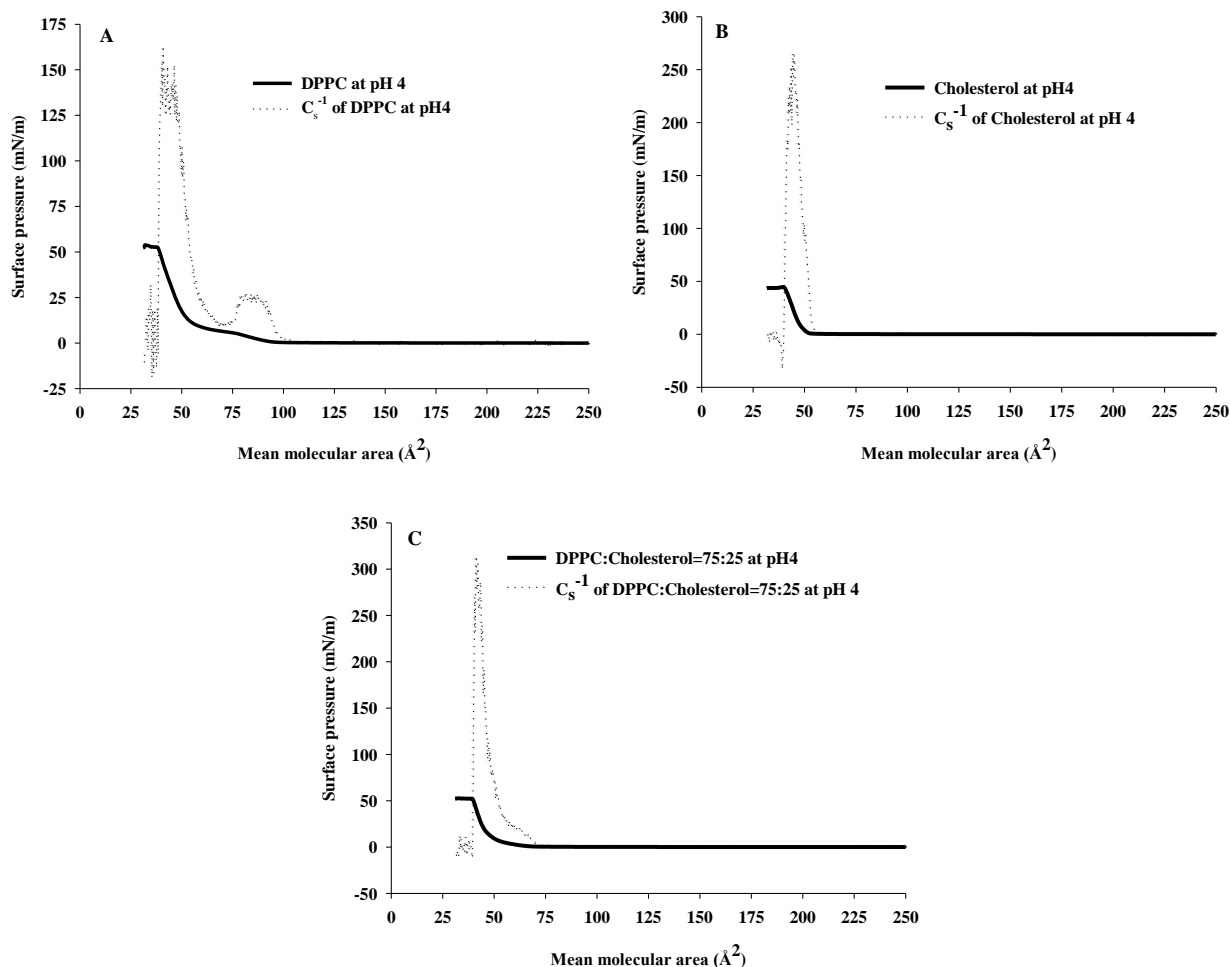 A
DPPC at pH 4
C_s^-1 of DPPC at pH4
Surface pressure (mN/m)
175
150
125
100
75
50
25
0
-25
0 25 50 75 100 125 150 175 200 225 250
Mean molecular area (Å²)
B
Cholesterol at pH4
C_s^-1 of Cholesterol at pH 4
Surface pressure (mN/m)
300
250
200
150
100
50
0
-50
0 25 50 75 100 125 150 175 200 225 250
Mean molecular area (Å²)
C
DPPC:Cholesterol=75:25 at pH4
C_s^-1 of DPPC:Cholesterol=75:25 at pH 4
Surface pressure (mN/m)
350
300
250
200
150
100
50
0
-50
0 25 50 75 100 125 150 175 200 225 250
Mean molecular area (Å²)